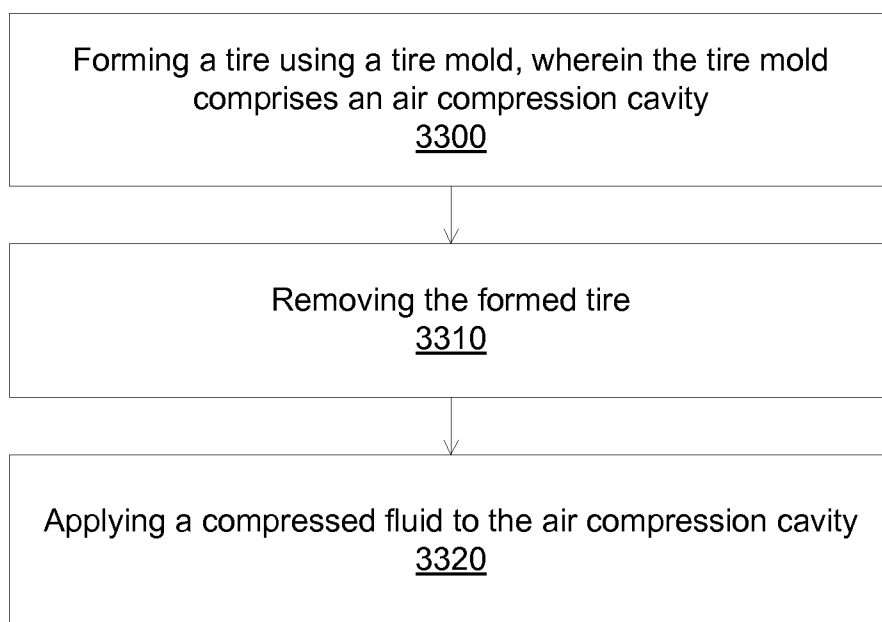 Forming a tire using a tire mold, wherein the tire mold
comprises an air compression cavity
3300
Removing the formed tire
3310
Applying a compressed fluid to the air compression cavity
3320